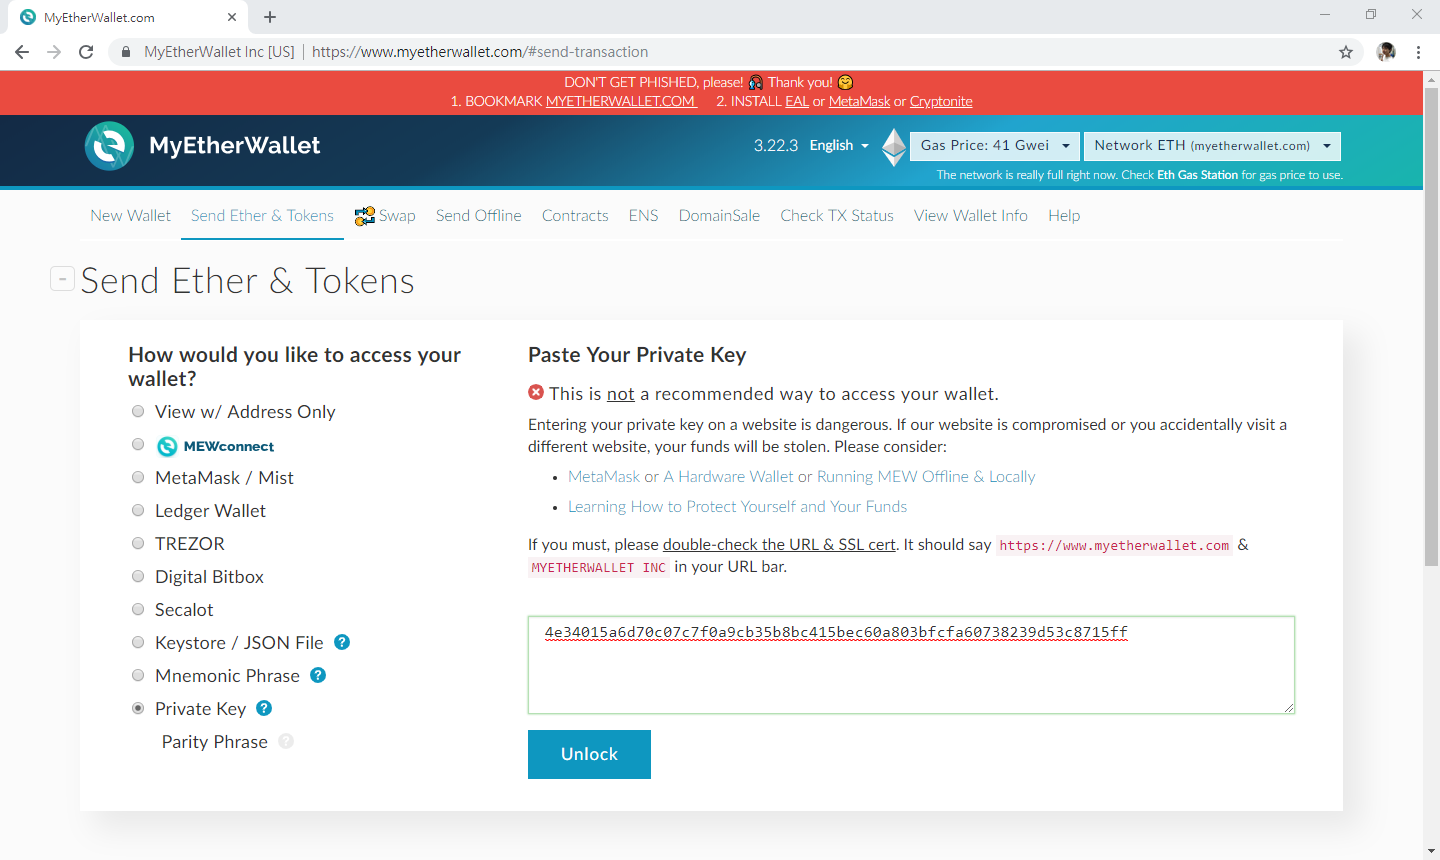 MyEtherWallet.com
MyEtherWallet Inc [US] | https://www.myetherwallet.com/#send-transaction
DON'T GET PHISHED, please! Thank you!
1. BOOKMARK MYETHERWALLET.COM 2. INSTALL EAL or MetaMask or Cryptonite
MyEtherWallet
3.22.3 English Gas Price: 41 Gwei Network ETH (myetherwallet.com)
The network is really full right now. Check Eth Gas Station for gas price to use.
New Wallet Send Ether & Tokens Swap Send Offline Contracts ENS DomainSale Check TX Status View Wallet Info Help
- Send Ether & Tokens
How would you like to access your
wallet?
View w/ Address Only
MEWconnect
MetaMask / Mist
Ledger Wallet
TREZOR
Digital Bitbox
Secalot
Keystore / JSON File ?
Mnemonic Phrase ?
Private Key ?
Parity Phrase ?
Paste Your Private Key
This is not a recommended way to access your wallet.
Entering your private key on a website is dangerous. If our website is compromised or you accidentally visit a
different website, your funds will be stolen. Please consider:
• MetaMask or A Hardware Wallet or Running MEW Offline & Locally
• Learning How to Protect Yourself and Your Funds
If you must, please double-check the URL & SSL cert. It should say https://www.myetherwallet.com &
MYETHERWALLET INC in your URL bar.
4e34015a6d70c07c7f0a9cb35b8bc415bec60a803bfcfa60738239d53c8715ff
Unlock